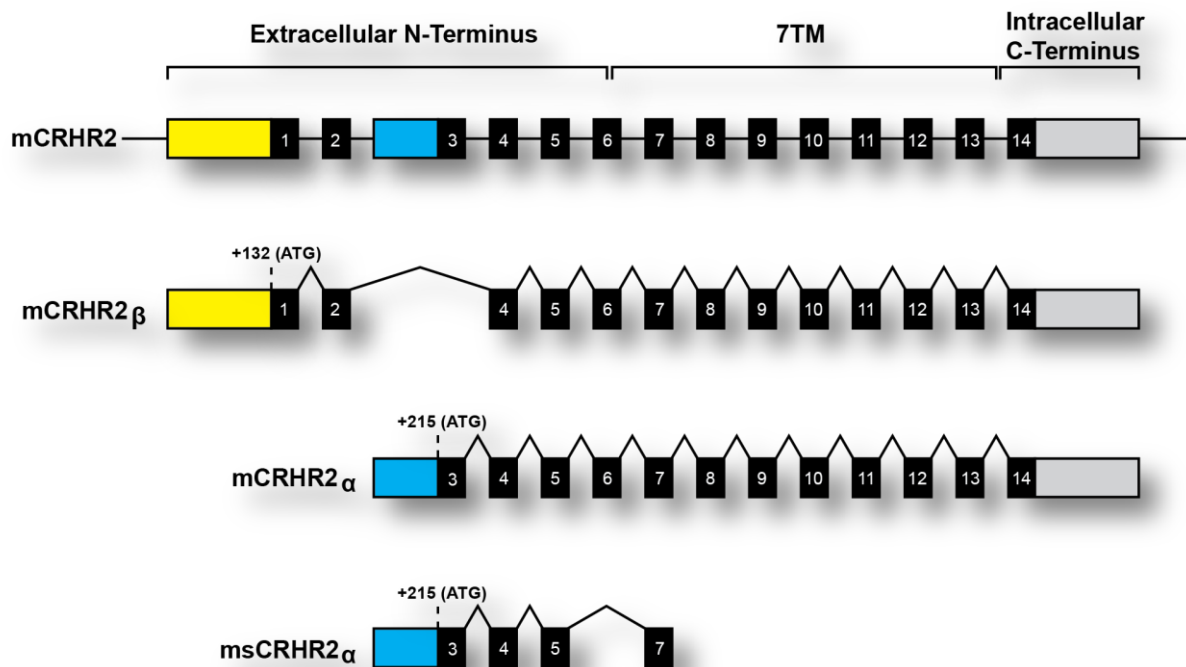 Extracellular N-Terminus 7TM Intracellular
C-Terminus
mCRHR2 1 2 3 4 5 6 7 8 9 10 11 12 13 14
+132 (ATG)
mCRHR2β 1 2 4 5 6 7 8 9 10 11 12 13 14
+215 (ATG)
mCRHR2α 3 4 5 6 7 8 9 10 11 12 13 14
+215 (ATG)
msCRHR2α 3 4 5 7